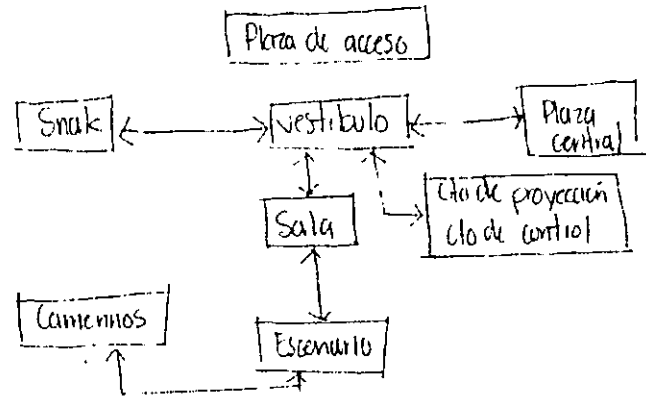 Plaza de acceso
Snak
vestibulo
Plaza
central
Cto de proyección
cto de control
Sala
Camerinos
Escenario